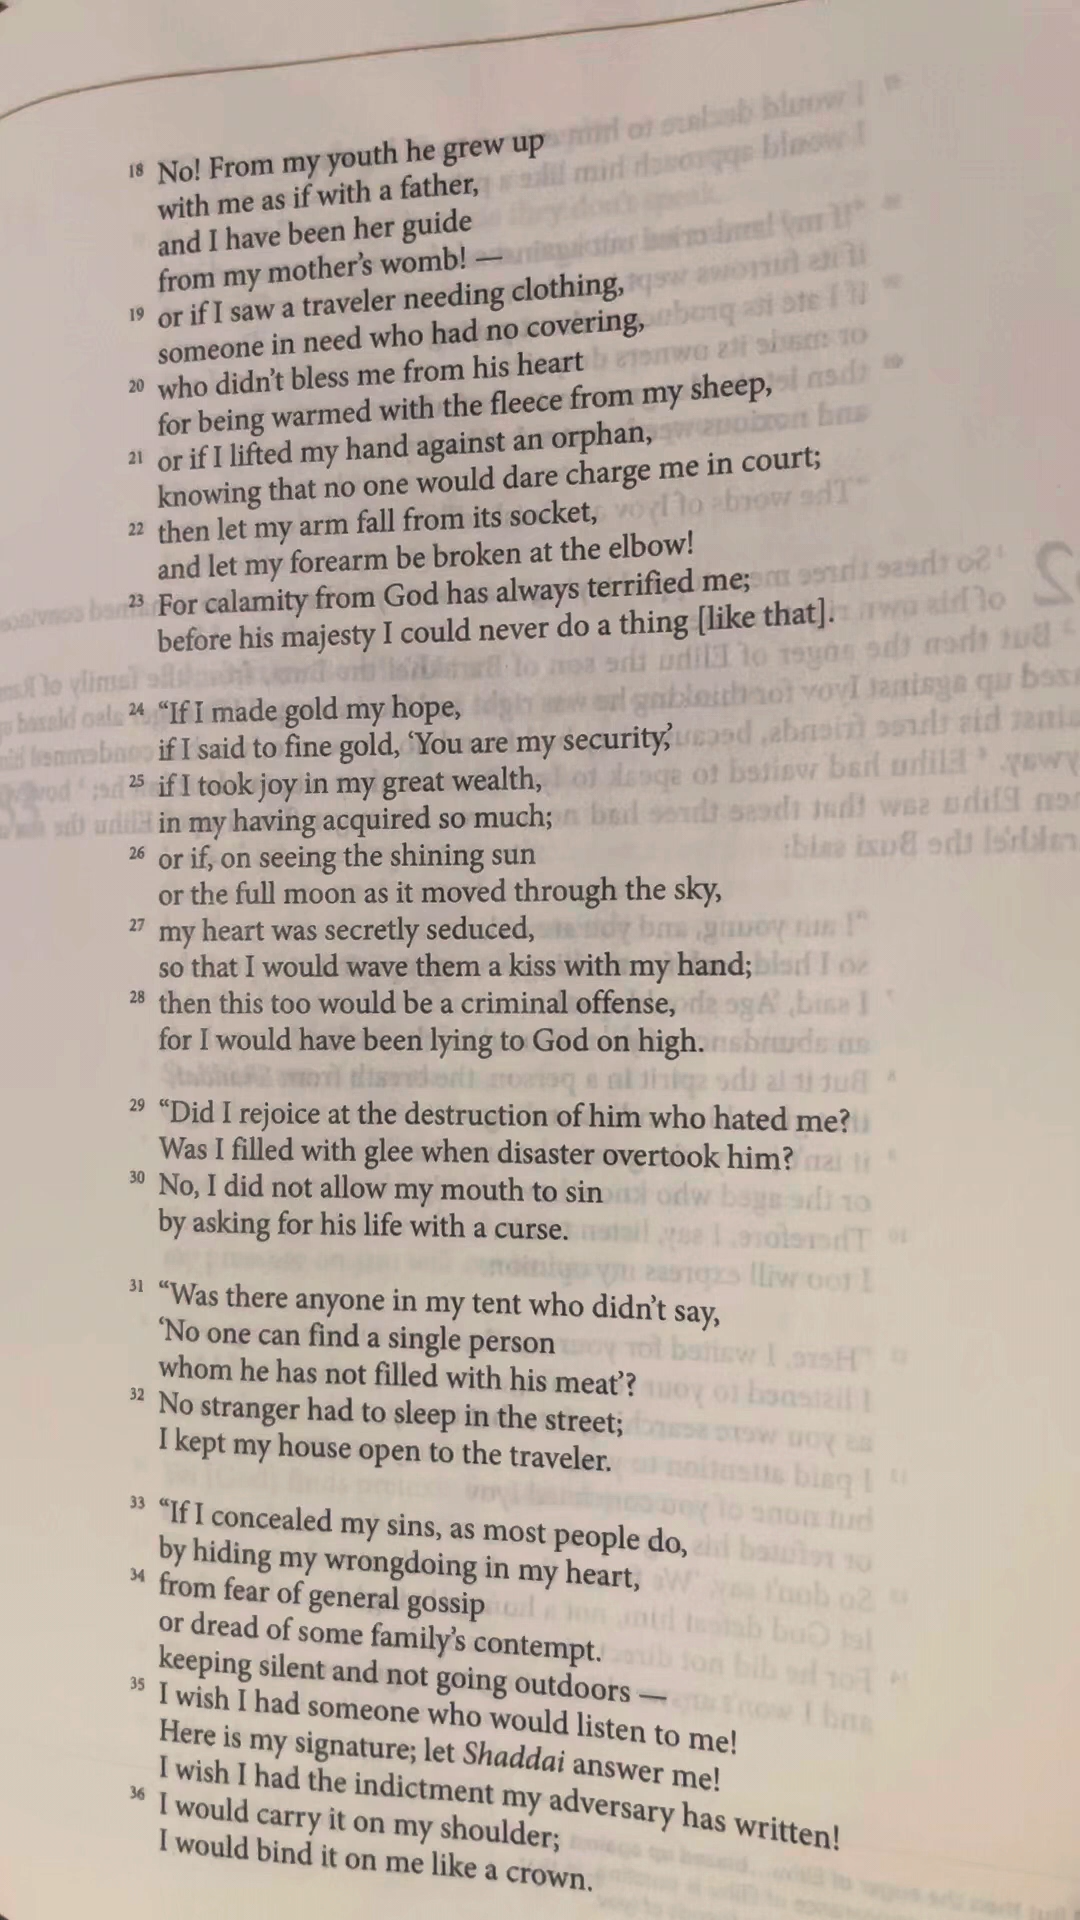 18 No! From my youth he grew up
with me as if with a father,
and I have been her guide
from my mother's womb! —
19 or if I saw a traveler needing clothing,
someone in need who had no covering,
20 who didn't bless me from his heart
for being warmed with the fleece from my sheep,
21 or if I lifted my hand against an orphan,
knowing that no one would dare charge me in court;
22 then let my arm fall from its socket,
and let my forearm be broken at the elbow!
23 For calamity from God has always terrified me;
before his majesty I could never do a thing [like that].
24 “If I made gold my hope,
if I said to fine gold, ‘You are my security,’
25 if I took joy in my great wealth,
in my having acquired so much;
26 or if, on seeing the shining sun
or the full moon as it moved through the sky,
27 my heart was secretly seduced,
so that I would wave them a kiss with my hand;
28 then this too would be a criminal offense,
for I would have been lying to God on high.
29 “Did I rejoice at the destruction of him who hated me?
Was I filled with glee when disaster overtook him?
30 No, I did not allow my mouth to sin
by asking for his life with a curse.
31 “Was there anyone in my tent who didn't say,
‘No one can find a single person
whom he has not filled with his meat’?
32 No stranger had to sleep in the street;
I kept my house open to the traveler.
33 “If I concealed my sins, as most people do,
by hiding my wrongdoing in my heart,
34 from fear of general gossip
or dread of some family's contempt.
keeping silent and not going outdoors —
35 I wish I had someone who would listen to me!
Here is my signature; let Shaddai answer me!
I wish I had the indictment my adversary has written!
36 I would carry it on my shoulder;
I would bind it on me like a crown.